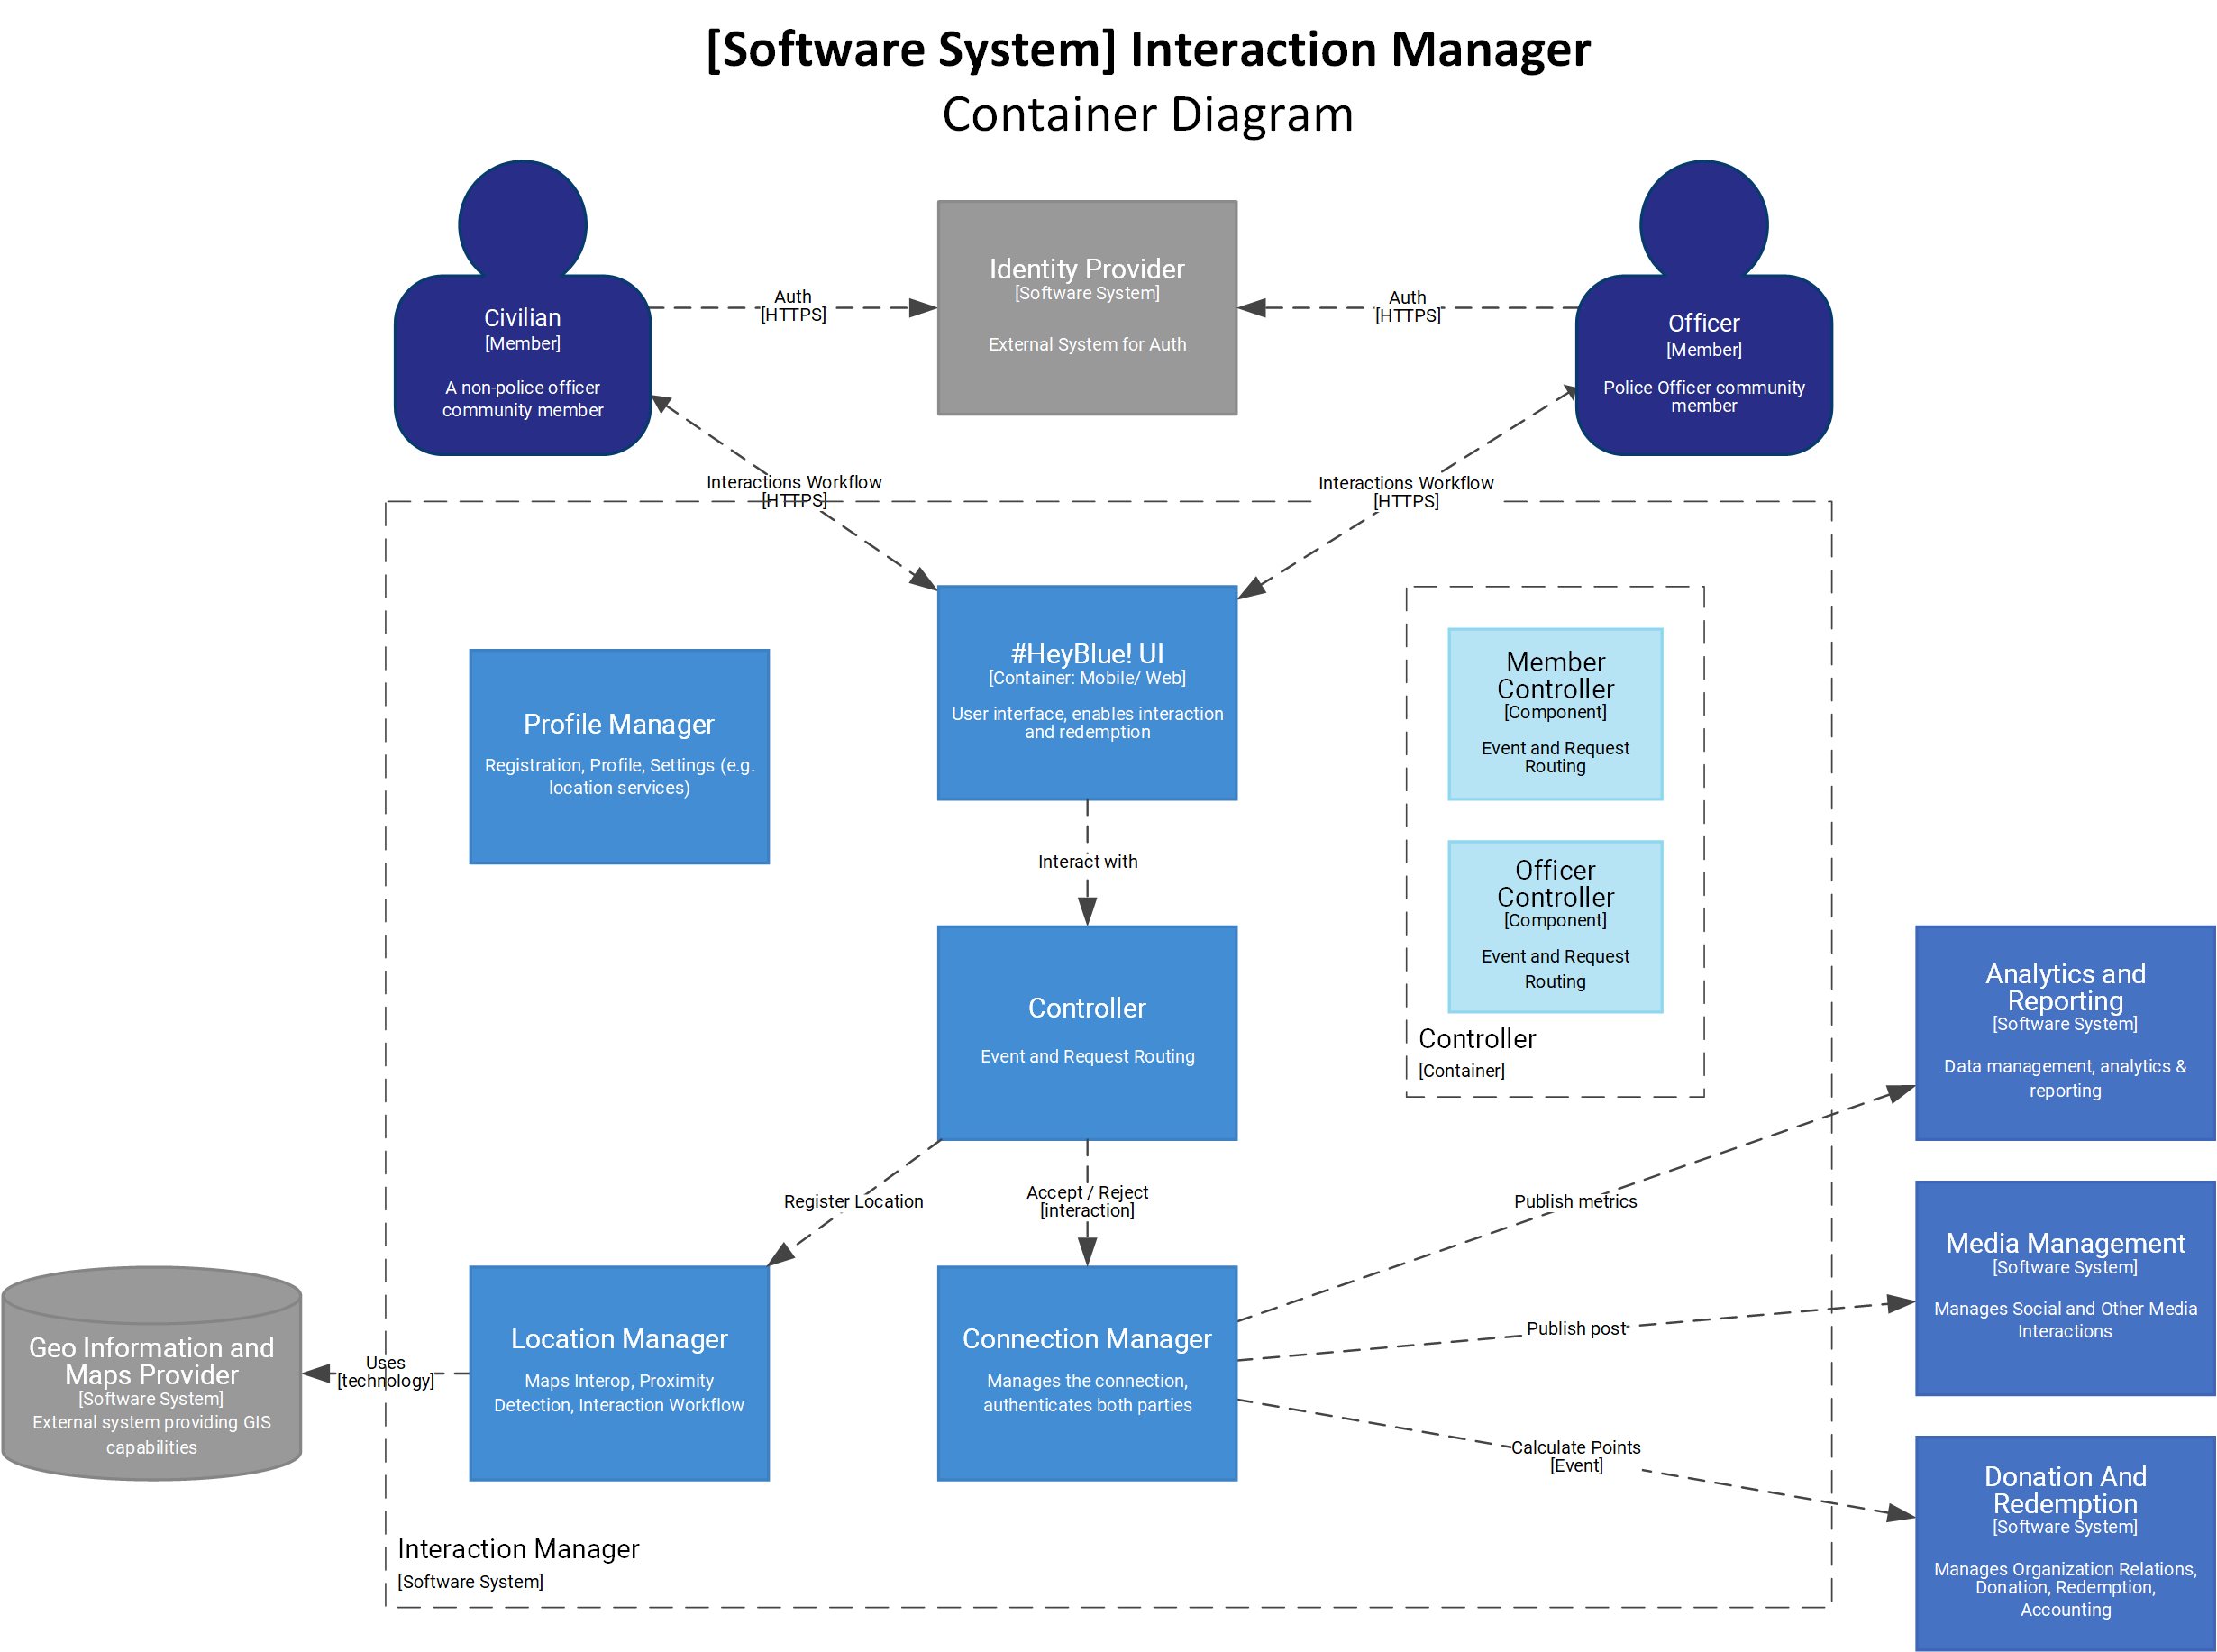 [Software System] Interaction Manager
Container Diagram
Civilian
[Member]
A non-police officer
community member
Auth
[HTTPS]
Identity Provider
[Software System]
External System for Auth
Auth
[HTTPS]
Officer
[Member]
Police Officer community
member
Interactions Workflow
[HTTPS]
Interactions Workflow
[HTTPS]
Profile Manager
Registration, Profile, Settings (e.g.
location services)
#HeyBlue! UI
[Container: Mobile/ Web]
User interface, enables interaction
and redemption
Member
Controller
[Component]
Event and Request
Routing
Interact with
Officer
Controller
[Component]
Event and Request
Routing
Controller
[Container]
Controller
Event and Request Routing
Analytics and
Reporting
[Software System]
Data management, analytics &
reporting
Register Location
Accept / Reject
[interaction]
Publish metrics
Media Management
[Software System]
Manages Social and Other Media
Interactions
Geo Information and
Maps Provider
[Software System]
External system providing GIS
capabilities
Uses
[technology]
Location Manager
Maps Interop, Proximity
Detection, Interaction Workflow
Connection Manager
Manages the connection,
authenticates both parties
Publish post
Calculate Points
[Event]
Donation And
Redemption
[Software System]
Manages Organization Relations,
Donation, Redemption,
Accounting
Interaction Manager
[Software System]